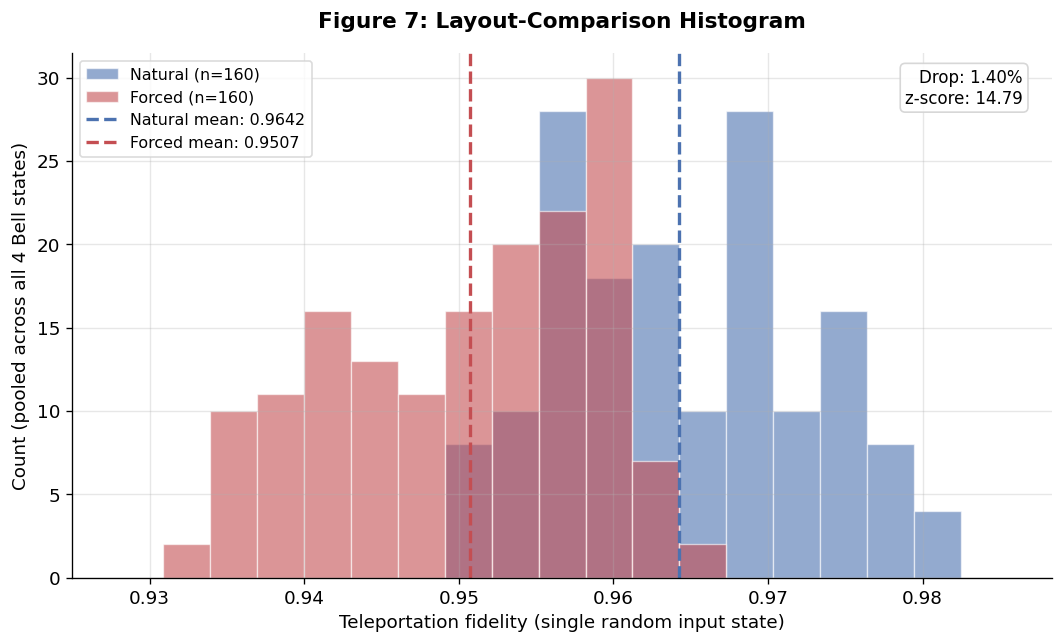 Figure 7: Layout-Comparison Histogram
Natural (n=160)
Forced (n=160)
Natural mean: 0.9642
Forced mean: 0.9507
Drop: 1.40%
z-score: 14.79
Count (pooled across all 4 Bell states)
30
25
20
15
10
5
0
0.93 0.94 0.95 0.96 0.97 0.98
Teleportation fidelity (single random input state)